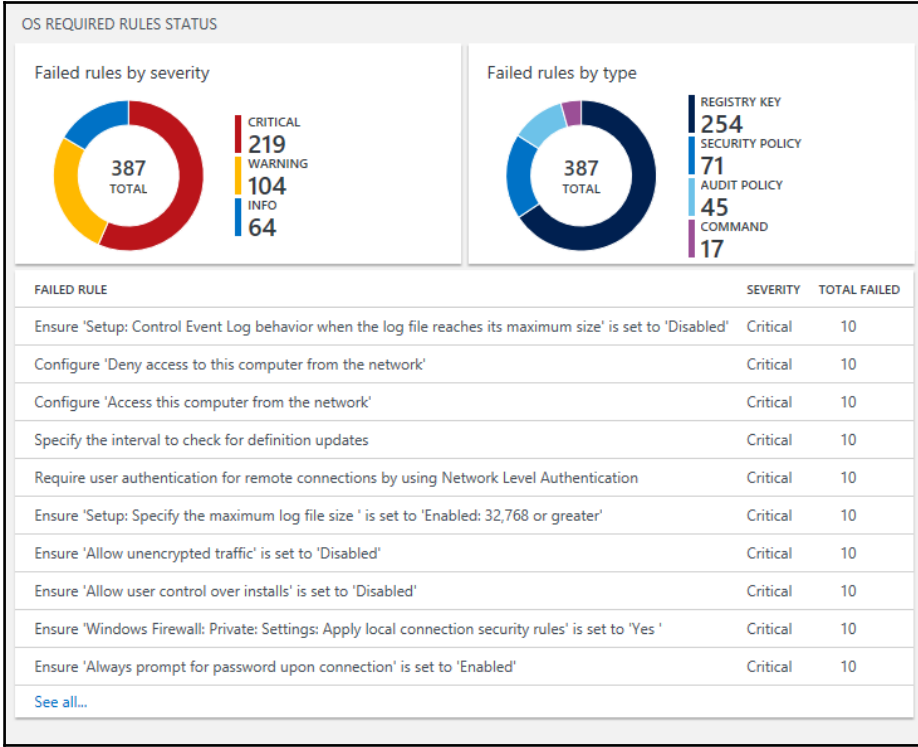 OS REQUIRED RULES STATUS
Failed rules by severity
387
TOTAL
CRITICAL
219
WARNING
104
INFO
64
Failed rules by type
387
TOTAL
REGISTRY KEY
254
SECURITY POLICY
71
AUDIT POLICY
45
COMMAND
17
FAILED RULE SEVERITY TOTAL FAILED
Ensure 'Setup: Control Event Log behavior when the log file reaches its maximum size' is set to 'Disabled' Critical 10
Configure 'Deny access to this computer from the network' Critical 10
Configure 'Access this computer from the network' Critical 10
Specify the interval to check for definition updates Critical 10
Require user authentication for remote connections by using Network Level Authentication Critical 10
Ensure 'Setup: Specify the maximum log file size ' is set to 'Enabled: 32,768 or greater' Critical 10
Ensure 'Allow unencrypted traffic' is set to 'Disabled' Critical 10
Ensure 'Allow user control over installs' is set to 'Disabled' Critical 10
Ensure 'Windows Firewall: Private: Settings: Apply local connection security rules' is set to 'Yes ' Critical 10
Ensure 'Always prompt for password upon connection' is set to 'Enabled' Critical 10
See all...